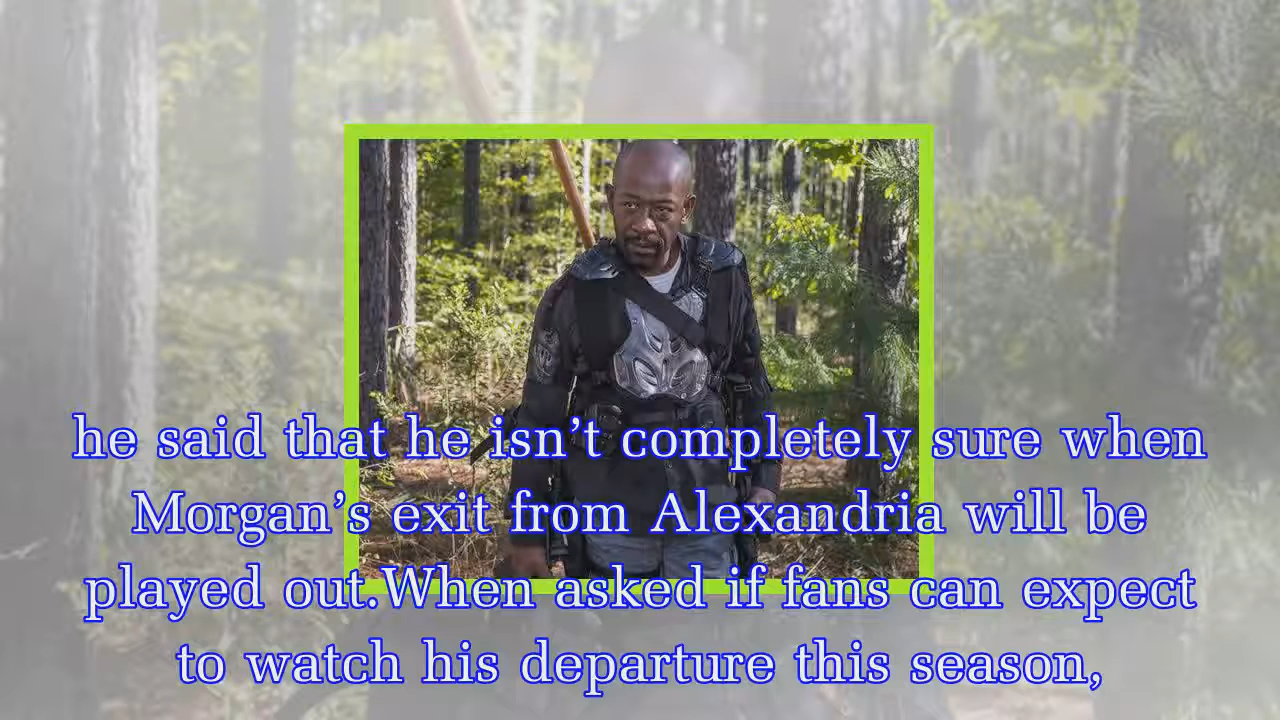 he said that he isn’t completely sure when
Morgan’s exit from Alexandria will be
played out.When asked if fans can expect
to watch his departure this season,